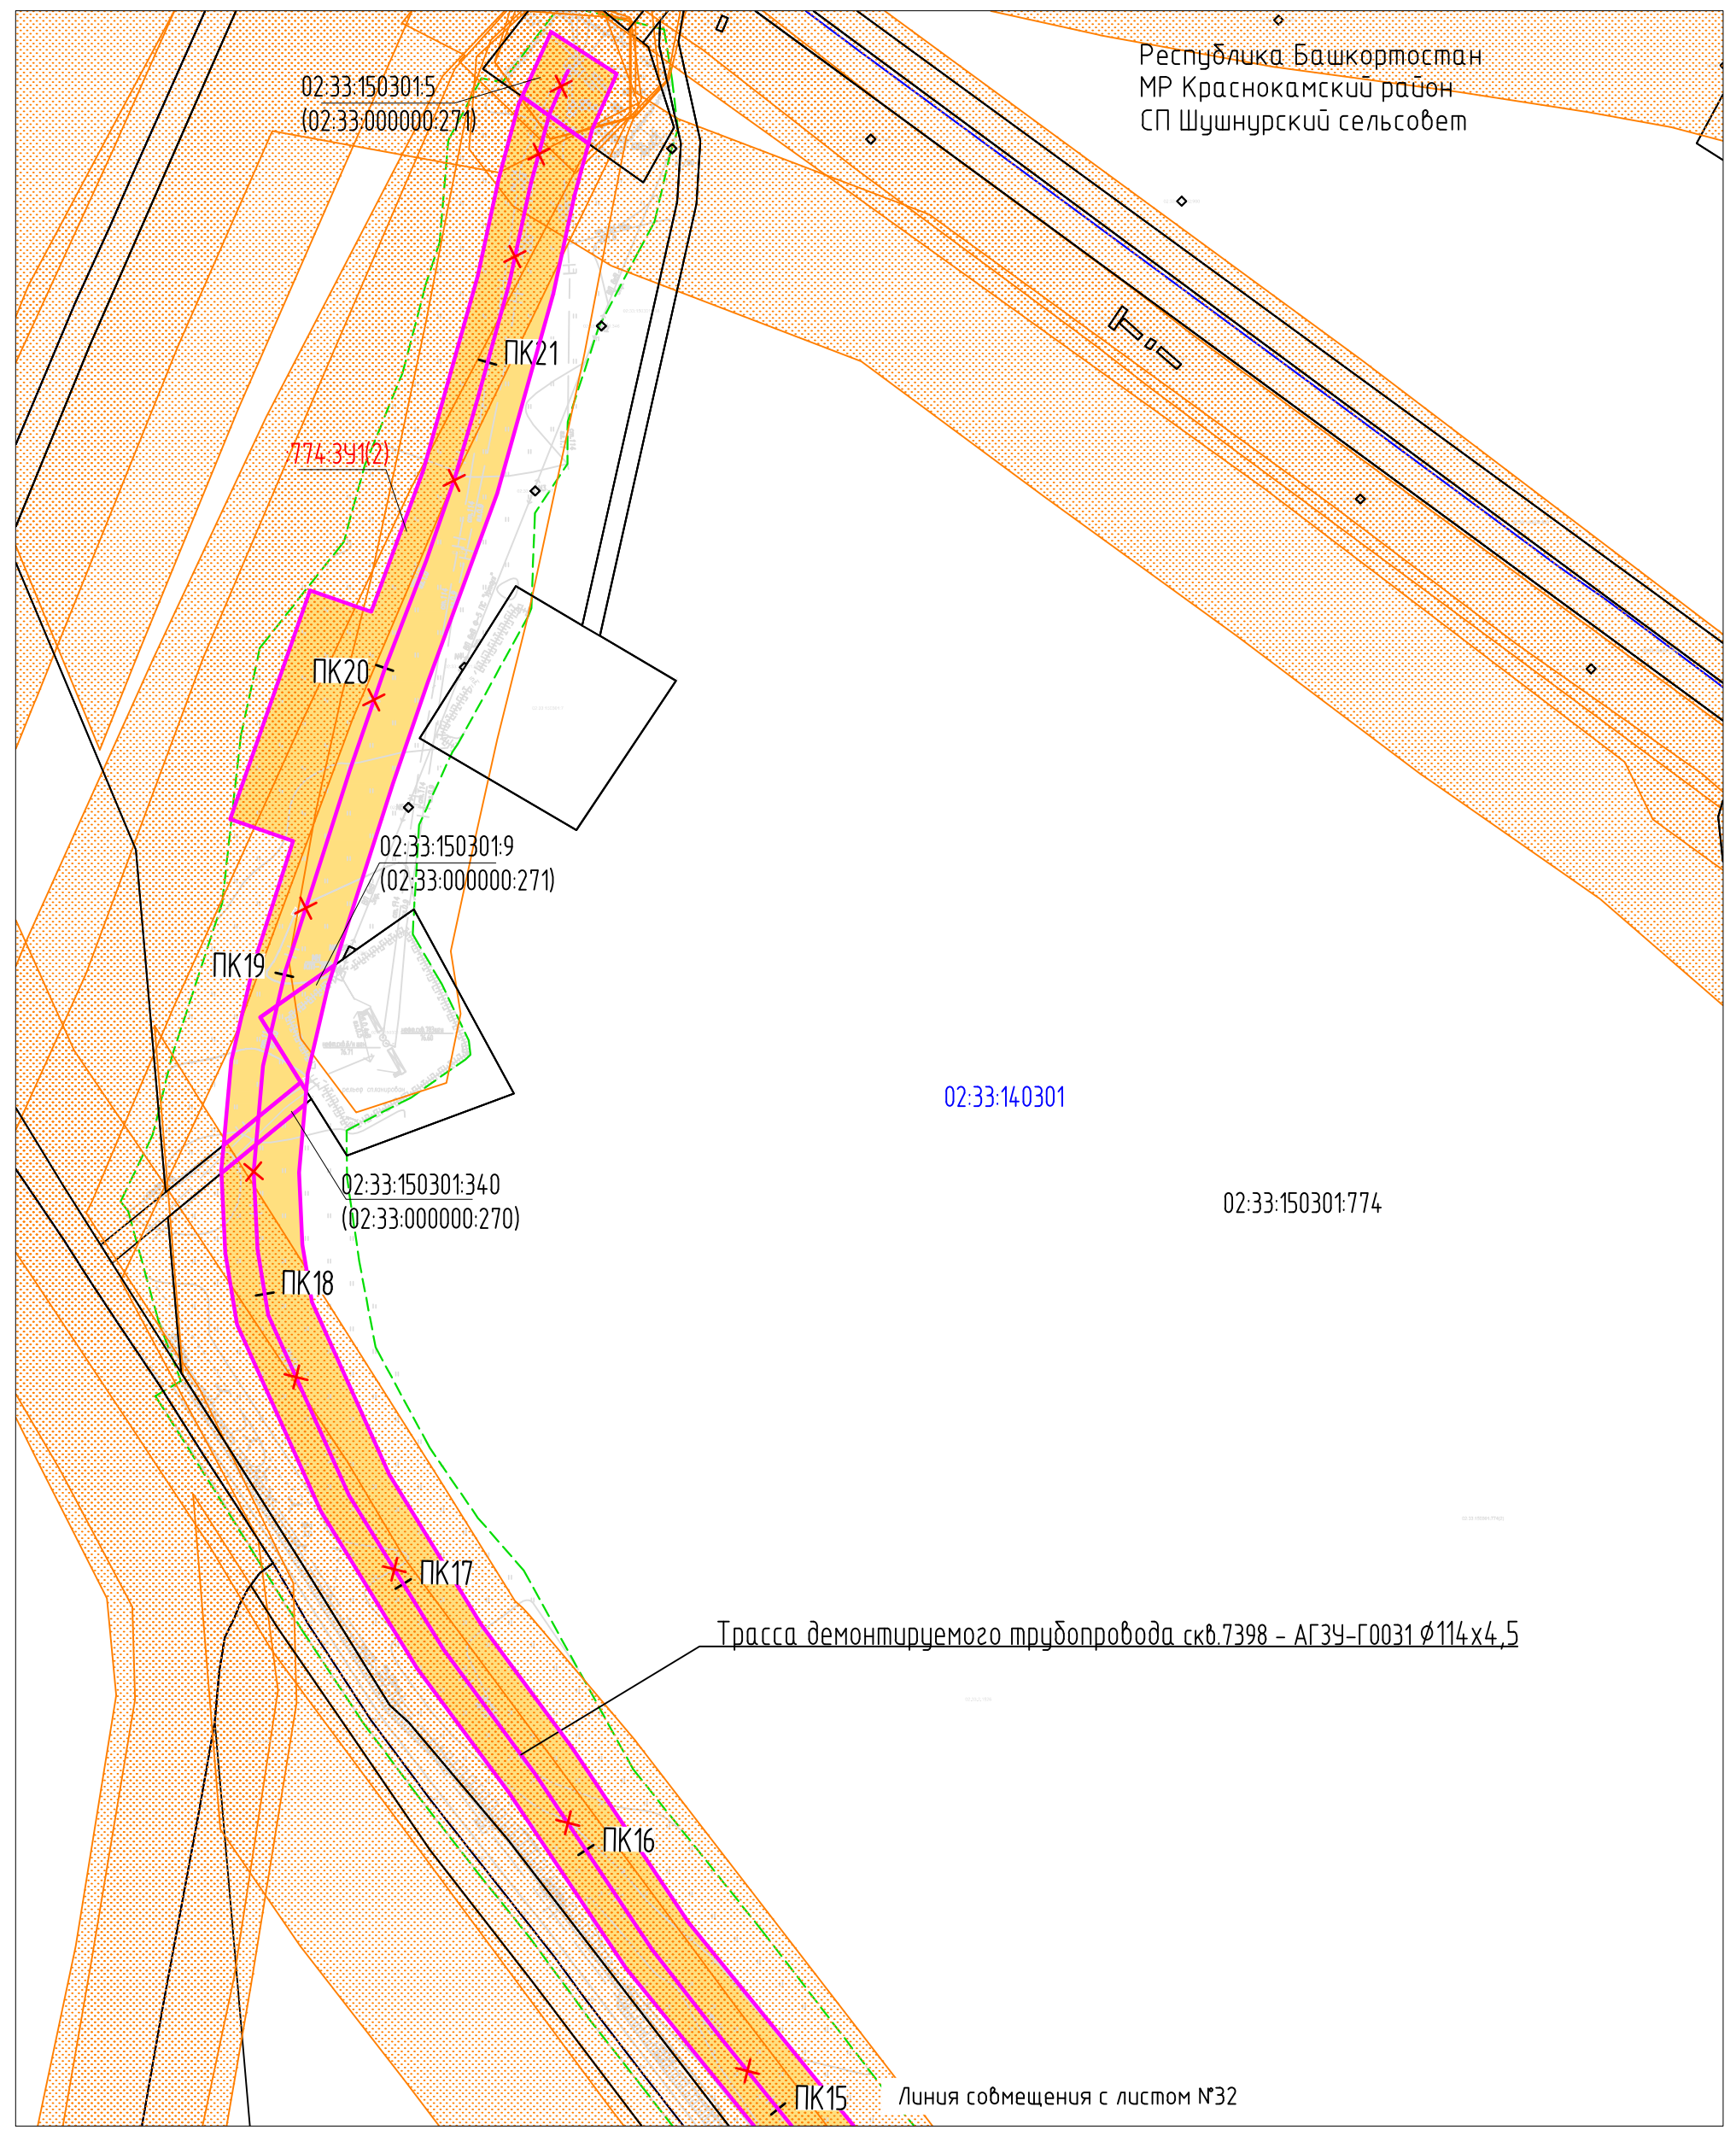 Республика Башкортостан
МР Краснокамский район
СП Шушнурский сельсовет
02:33:150301:5
(02:33:000000:271)
ПК21
:774:ЗУ1(2)
ПК20
02:33:150301:9
(02:33:000000:271)
ПК19
02:33:140301
02:33:150301:340
(02:33:000000:270)
02:33:150301:774
ПК18
ПК17
Трасса демонтируемого трубопровода скв.7398 - АГЗУ-Г0031 Ø114х4,5
ПК16
ПК15
Линия совмещения с листом №32